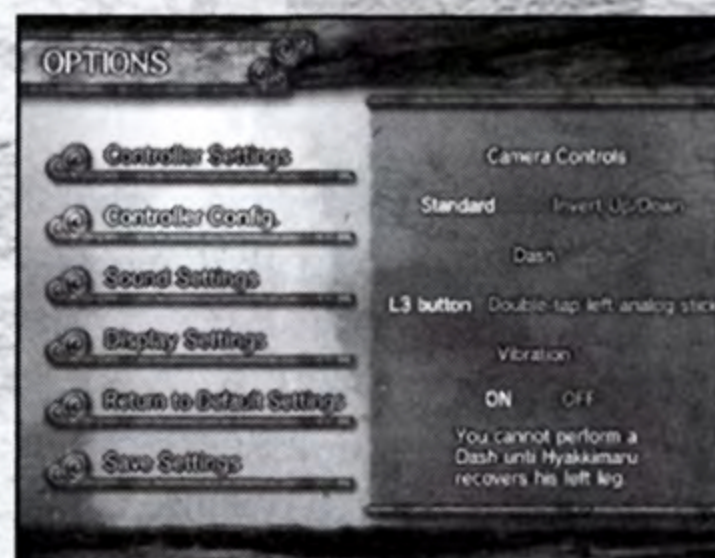 OPTIONS
Controller Settings
Controller Config.
Sound Settings
Display Settings
Return to Default Settings
Save Settings
Camera Controls
Standard Invert Up/Down
Dash
L3 button Double-tap left analog stick
Vibration
ON OFF
You cannot perform a
Dash until Hyakkimaru
recovers his left leg.